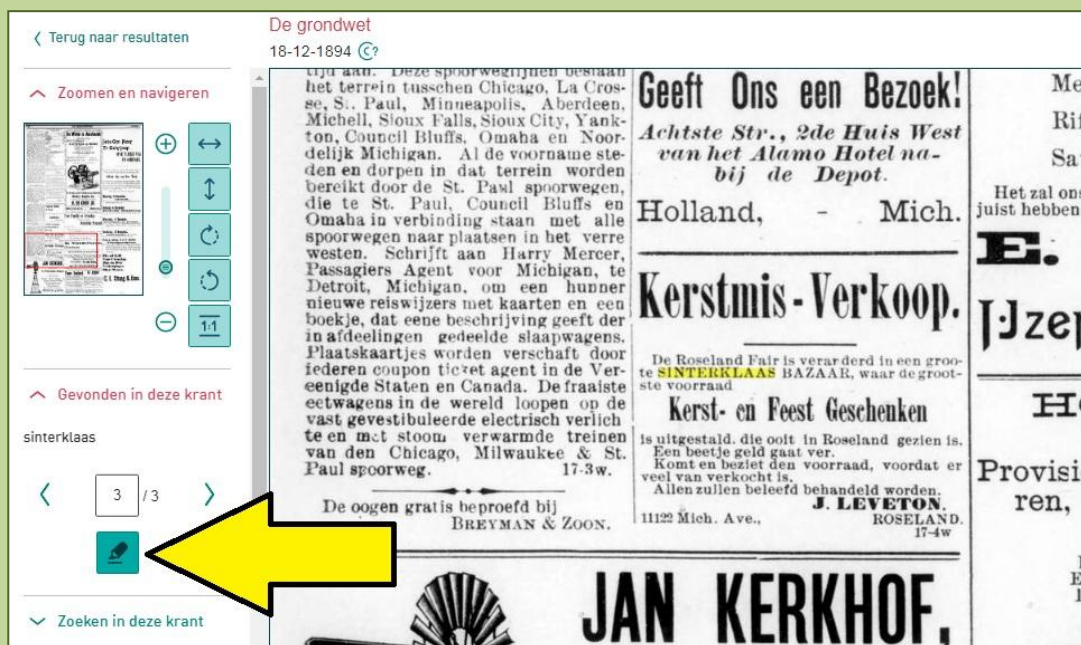 Terug naar resultaten
De grondwet
18-12-1894
Zoomen en navigeren
1:1
Gevonden in deze krant
sinterklaas
3 / 3
Zoeken in deze krant
tijd aan. Deze spoorweglijnen beslaan
het terrein tusschen Chicago, La Cros-
se, S.. Paul, Minneapolis, Aberdeen,
Michell, Sioux Falls, Sioux City, Yank-
ton, Council Bluffs, Omaha en Noor-
delijk Michigan. Al de voorname ste-
den en dorpen in dat terrein worden
bereikt door de St. Paul spoorwegen,
die te St. Paul, Council Bluffs en
Omaha in verbinding staan met alle
spoorwegen naar plaatsen in het verre
westen. Schrijft aan Harry Mercer,
Passagiers Agent voor Michigan, te
Detroit, Michigan, om een hunner
nieuwe reiswijzers met kaarten en een
boekje, dat eene beschrijving geeft der
in afdeelingen gedeelde slaapwagens.
Plaatskaartjes worden verschaft door
iederen coupon ticket agent in de Ver-
eenigde Staten en Canada. De fraaiste
eetwagens in de wereld loopen op de
vast gevestibuleerde electrisch verlich
te en met stoom verwarmde treinen
van den Chicago, Milwaukee & St.
Paul spoorweg. 17-3w.
De oogen gratis beproefd bij
BREYMAN & ZOON.
Geeft Ons een Bezoek!
Achtste Str., 2de Huis West
van het Alamo Hotel na-
bij de Depot.
Holland, - Mich.
Kerstmis-Verkoop.
De Roseland Fair is verarderd in een groo-
te SINTERKLAAS BAZAAR, waar de groot-
ste voorraad
Kerst- en Feest Geschenken
is uitgestald. die ooit in Roseland gezien is.
Een beetje geld gaat ver.
Komt en beziet den voorraad, voordat er
veel van verkocht is.
Allen zullen beleefd behandeld worden.
J. LEVETON.
11122 Mich. Ave., ROSELAND.
17-4w
JAN KERKHOF,
Het zal ons
juist hebben
E.
Provisi
ren,